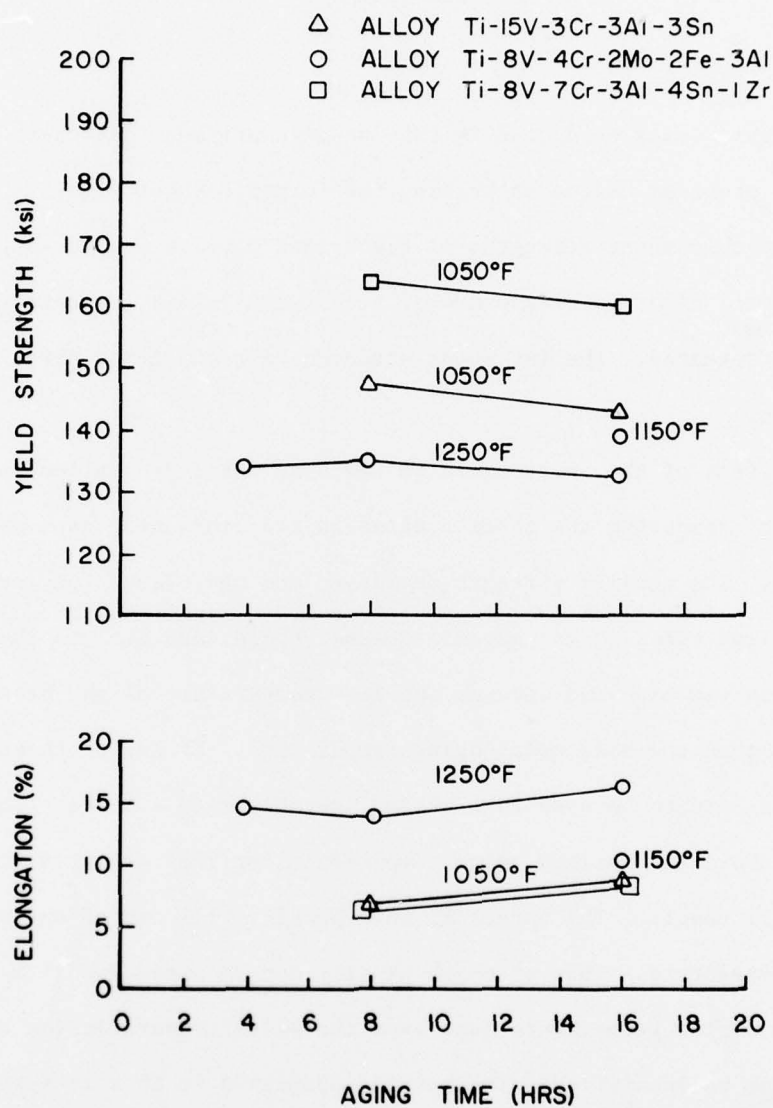 △ ALLOY Ti-15V-3Cr-3Al-3Sn
○ ALLOY Ti-8V-4Cr-2Mo-2Fe-3Al
□ ALLOY Ti-8V-7Cr-3Al-4Sn-1Zr
YIELD STRENGTH (ksi)
200
190
180
170
160
150
140
130
120
110
1050°F
1050°F
1150°F
1250°F
ELONGATION (%)
20
15
10
5
0
1250°F
1150°F
1050°F
0 2 4 6 8 10 12 14 16 18 20
AGING TIME (HRS)